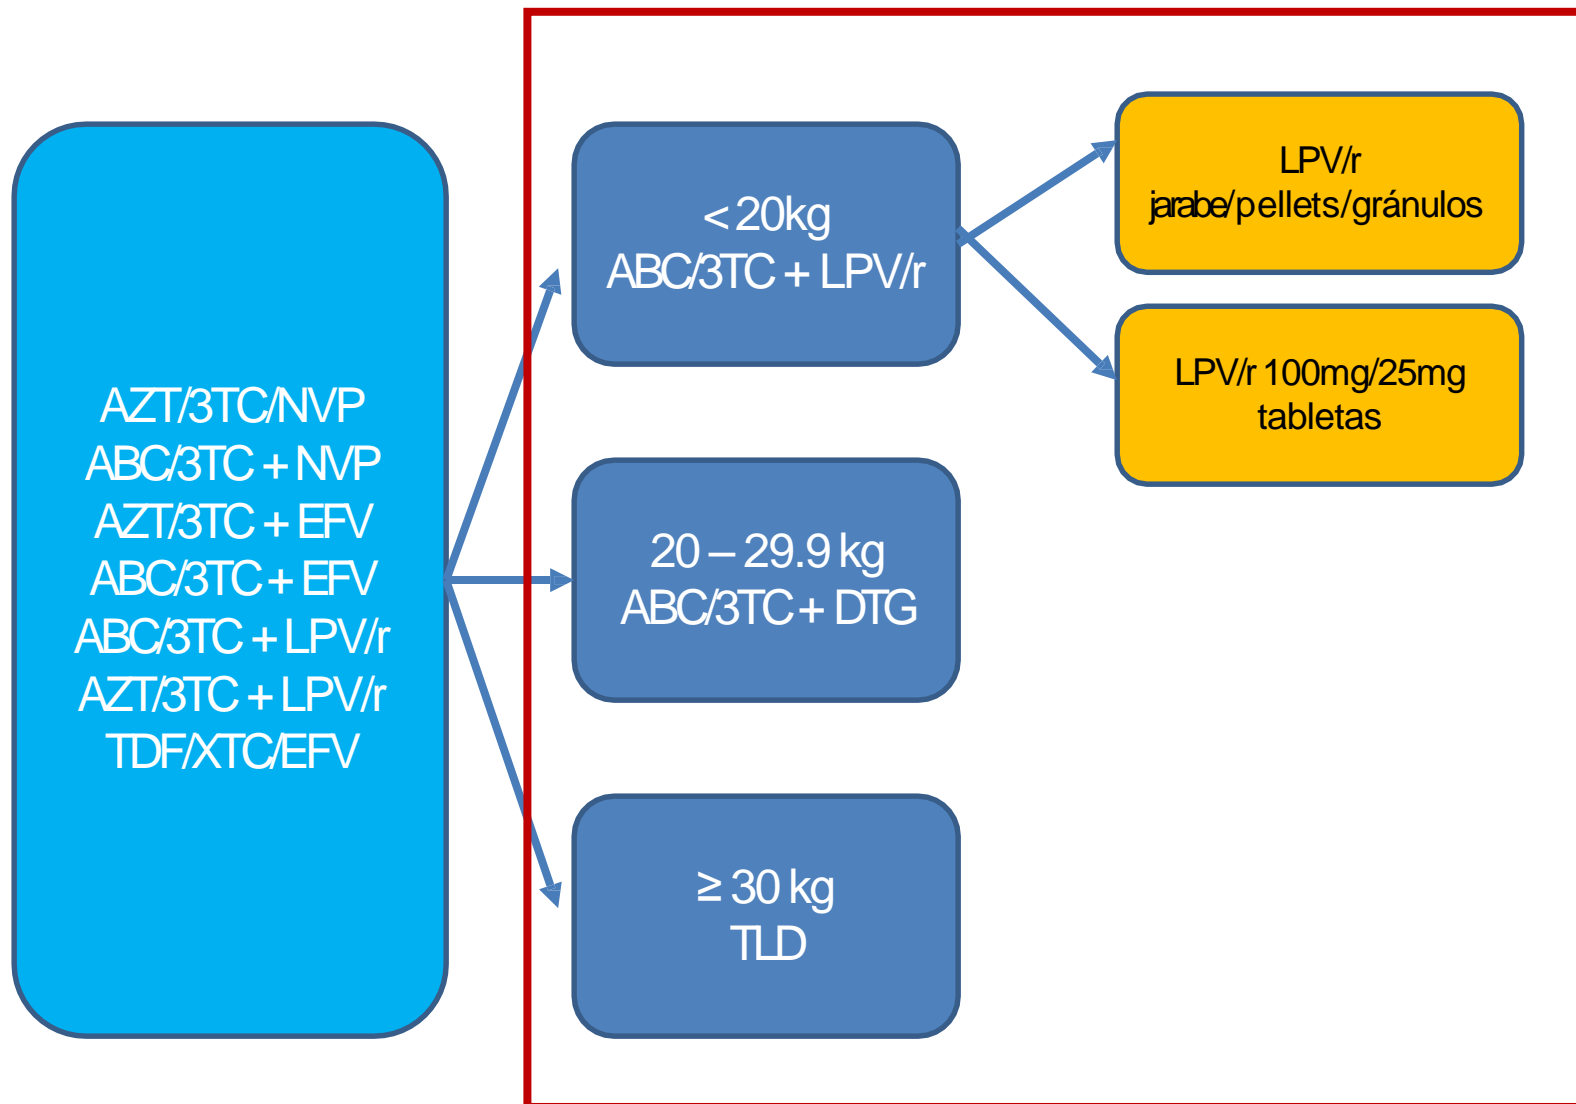 AZT/3TC/NVP
ABC/3TC + NVP
AZT/3TC + EFV
ABC/3TC + EFV
ABC/3TC + LPV/r
AZT/3TC + LPV/r
TDF/XTC/EFV
< 20kg
ABC/3TC + LPV/r
20 – 29.9 kg
ABC/3TC + DTG
≥ 30 kg
TLD
LPV/r
jarabe/pellets/gránulos
LPV/r 100mg/25mg
tabletas